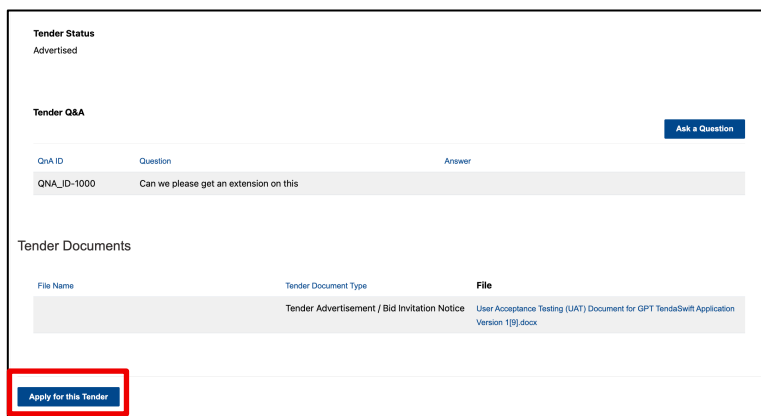 Tender Status
Advertised
Tender Q&A
Ask a Question
QnA ID Question Answer
QNA_ID-1000 Can we please get an extension on this
Tender Documents
File Name Tender Document Type File
Tender Advertisement / Bid Invitation Notice User Acceptance Testing (UAT) Document for GPT TendaSwift Application
Version 1[9].docx
Apply for this Tender